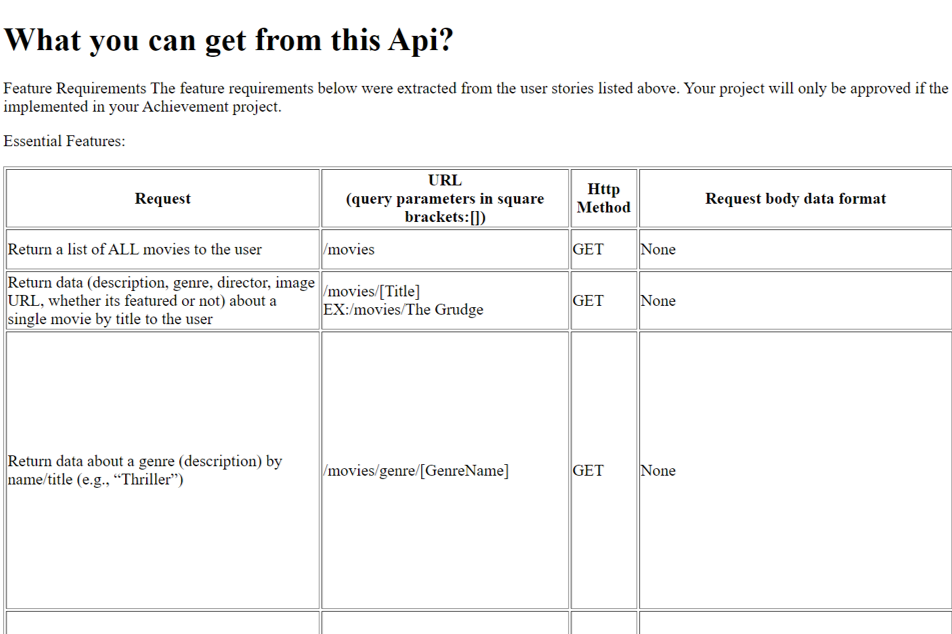 What you can get from this Api?
Feature Requirements The feature requirements below were extracted from the user stories listed above. Your project will only be approved if the
implemented in your Achievement project.
Essential Features:
Request
URL
(query parameters in square
brackets:[])
Http
Method
Request body data format
Return a list of ALL movies to the user
/movies
GET
None
Return data (description, genre, director, image
URL, whether its featured or not) about a
single movie by title to the user
/movies/[Title]
EX:/movies/The Grudge
GET
None
Return data about a genre (description) by
name/title (e.g., “Thriller”)
/movies/genre/[GenreName]
GET
None